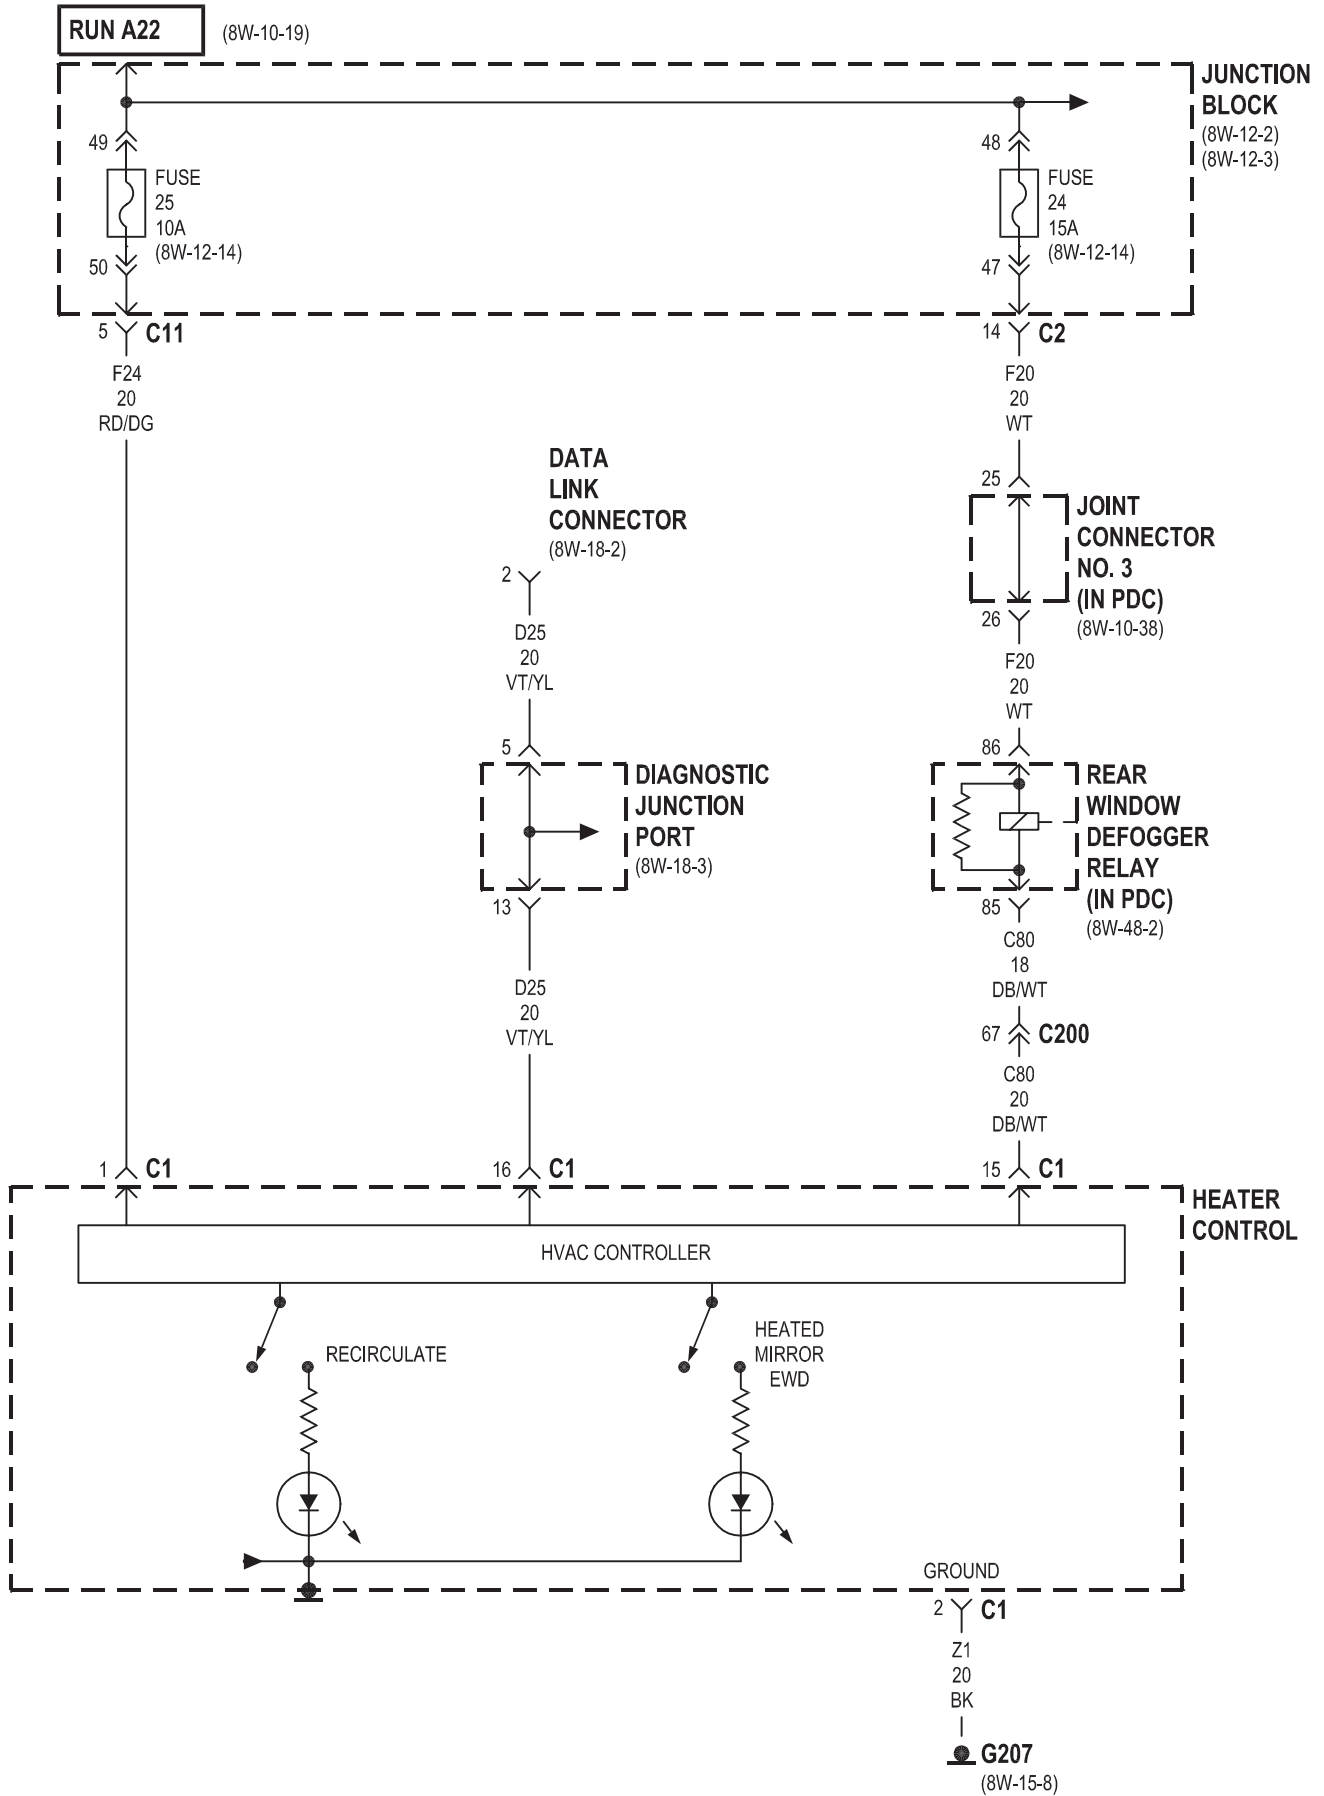 RUN A22
(8W-10-19)
JUNCTION
BLOCK
(8W-12-2)
(8W-12-3)
49
FUSE
25
10A
(8W-12-14)
50
48
FUSE
24
15A
(8W-12-14)
47
5
C11
F24
20
RD/DG
14
C2
F20
20
WT
DATA
LINK
CONNECTOR
(8W-18-2)
2
D25
20
VT/YL
25
JOINT
CONNECTOR
NO. 3
(IN PDC)
(8W-10-38)
26
F20
20
WT
5
DIAGNOSTIC
JUNCTION
PORT
(8W-18-3)
13
D25
20
VT/YL
86
REAR
WINDOW
DEFOGGER
RELAY
(IN PDC)
(8W-48-2)
85
C80
18
DB/WT
67
C200
C80
20
DB/WT
1
C1
16
C1
15
C1
HEATER
CONTROL
HVAC CONTROLLER
RECIRCULATE
HEATED
MIRROR
EWD
GROUND
2
C1
Z1
20
BK
G207
(8W-15-8)